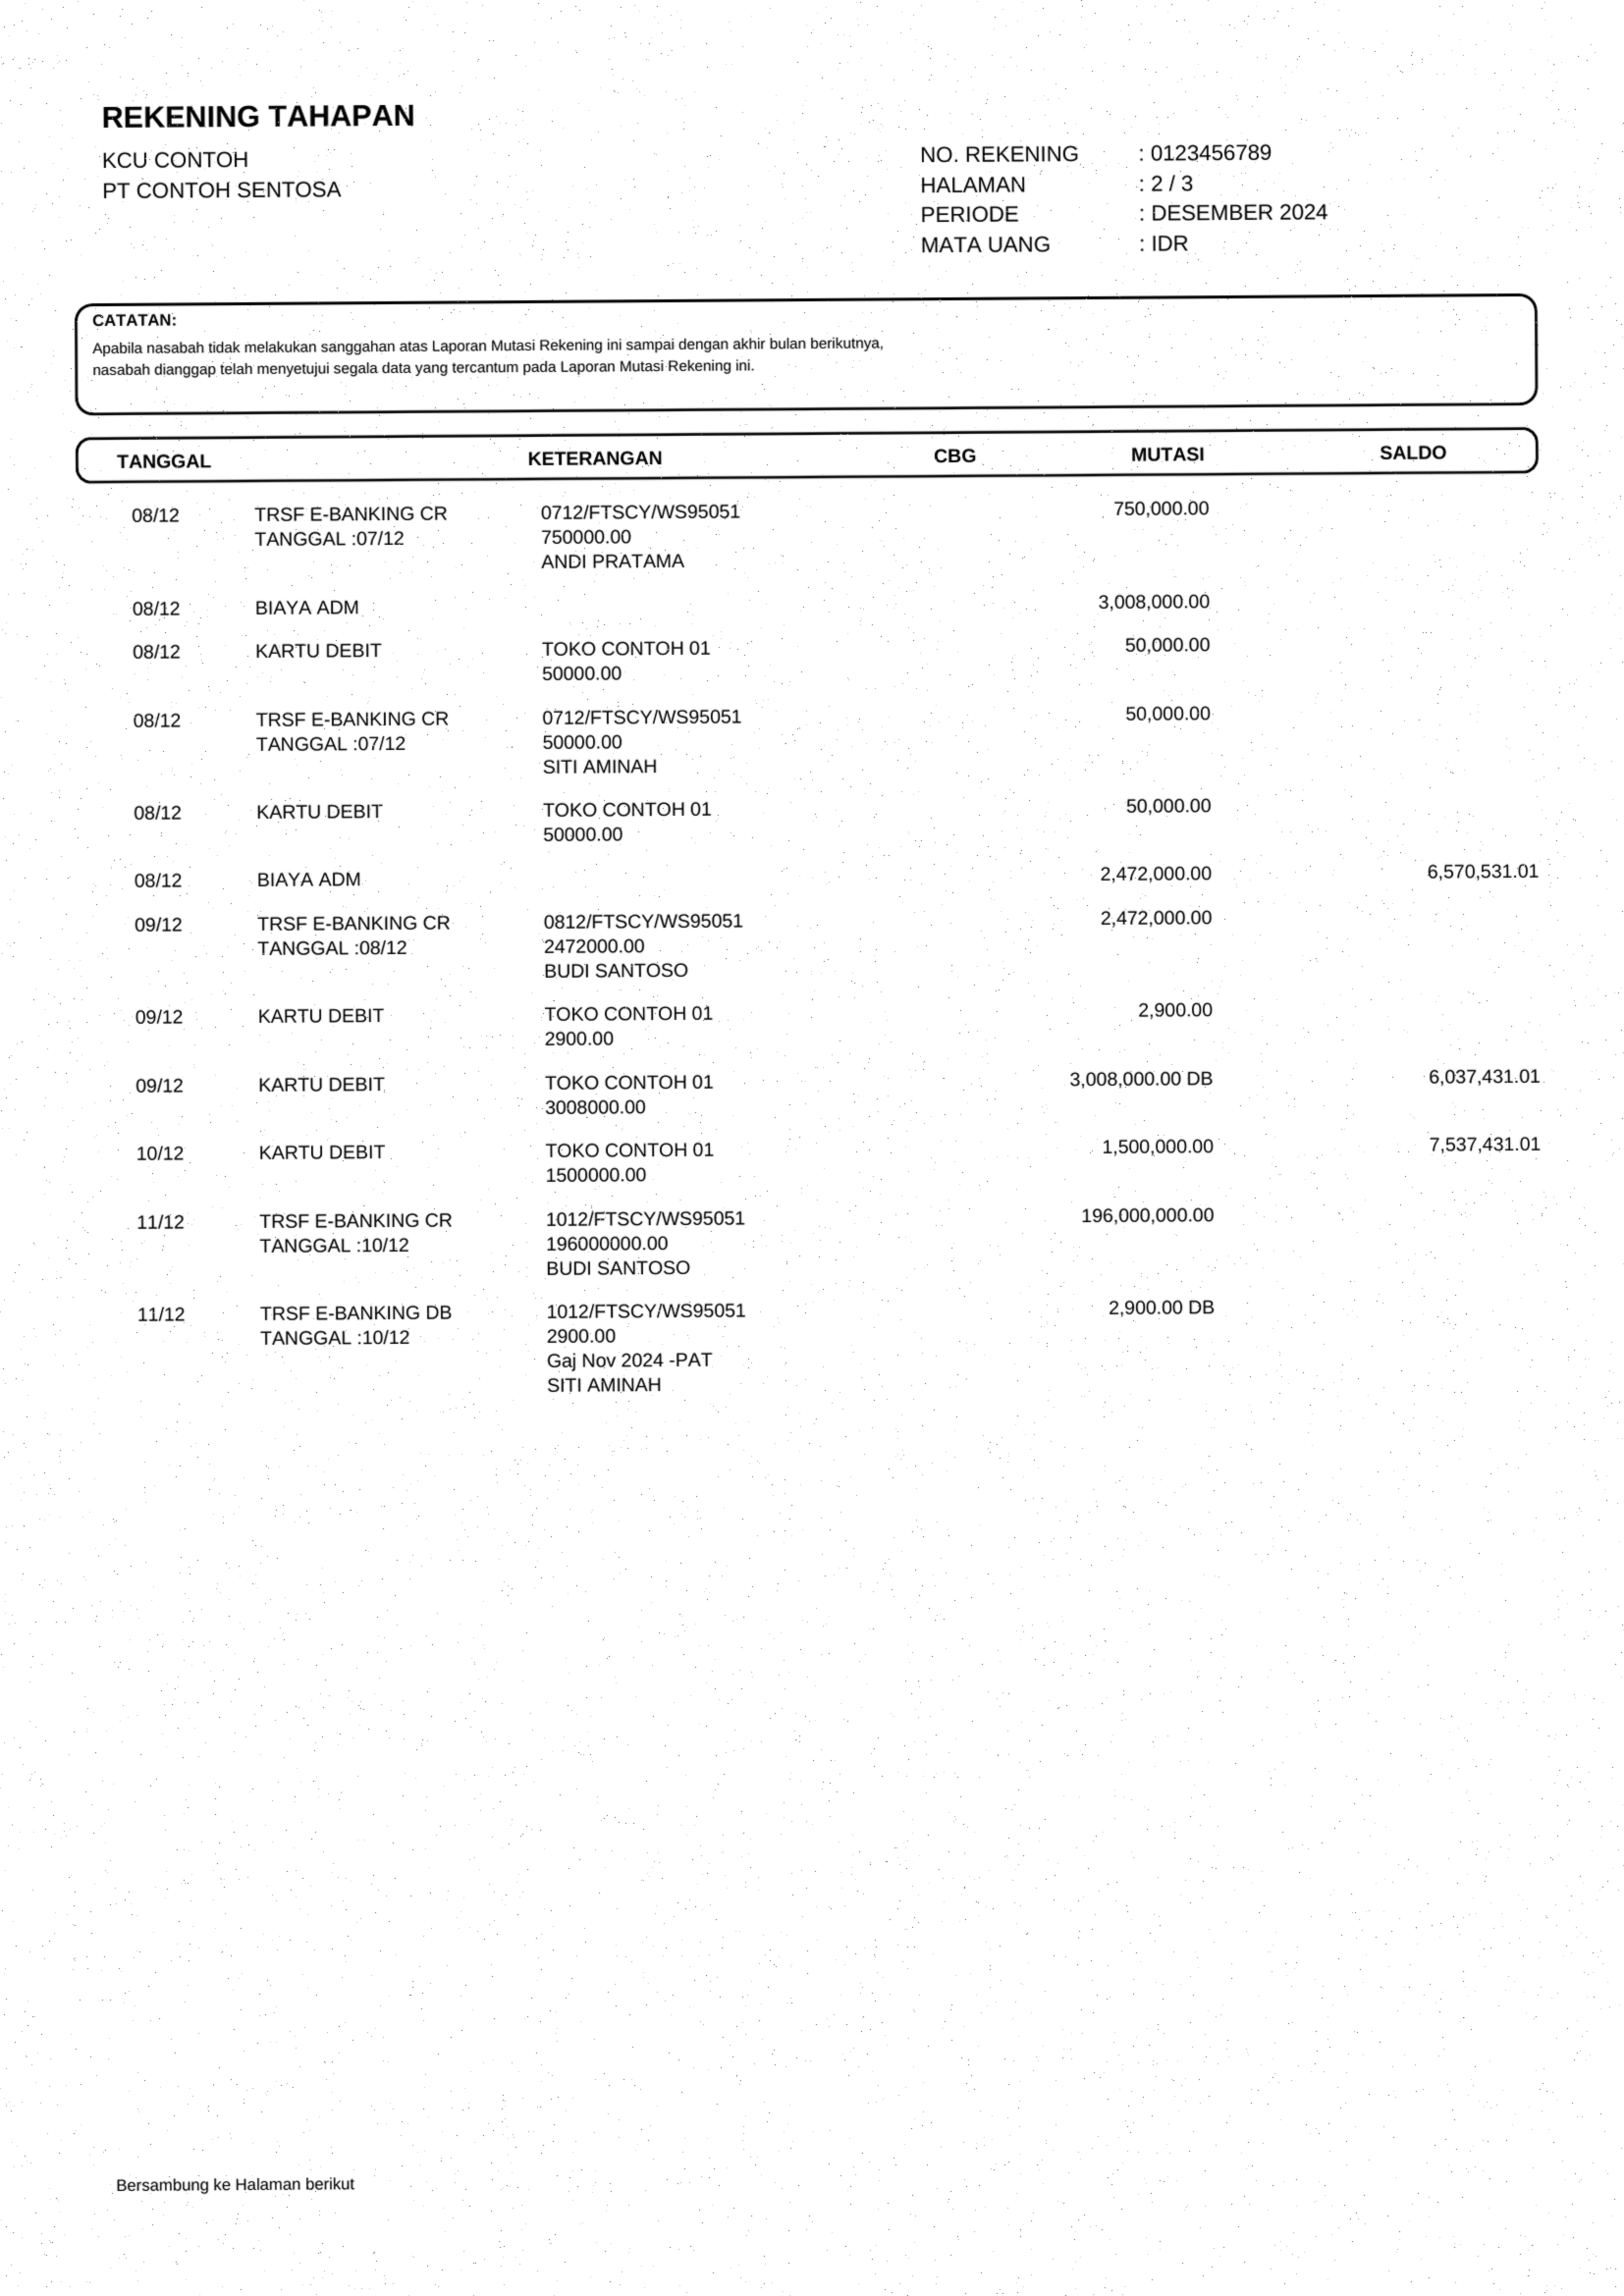 REKENING TAHAPAN
KCU CONTOH
PT CONTOH SENTOSA
NO. REKENING : 0123456789
HALAMAN : 2 / 3
PERIODE : DESEMBER 2024
MATA UANG : IDR
CATATAN:
Apabila nasabah tidak melakukan sanggahan atas Laporan Mutasi Rekening ini sampai dengan akhir bulan berikutnya,
nasabah dianggap telah menyetujui segala data yang tercantum pada Laporan Mutasi Rekening ini.
TANGGAL KETERANGAN CBG MUTASI SALDO
08/12 TRSF E-BANKING CR 0712/FTSCY/WS95051 750,000.00
TANGGAL :07/12 750000.00
ANDI PRATAMA
08/12 BIAYA ADM 3,008,000.00
08/12 KARTU DEBIT TOKO CONTOH 01 50,000.00
50000.00
08/12 TRSF E-BANKING CR 0712/FTSCY/WS95051 50,000.00
TANGGAL :07/12 50000.00
SITI AMINAH
08/12 KARTU DEBIT TOKO CONTOH 01 50,000.00
50000.00
08/12 BIAYA ADM 2,472,000.00 6,570,531.01
09/12 TRSF E-BANKING CR 0812/FTSCY/WS95051 2,472,000.00
TANGGAL :08/12 2472000.00
BUDI SANTOSO
09/12 KARTU DEBIT TOKO CONTOH 01 2,900.00
2900.00
09/12 KARTU DEBIT TOKO CONTOH 01 3,008,000.00 DB 6,037,431.01
3008000.00
10/12 KARTU DEBIT TOKO CONTOH 01 1,500,000.00 7,537,431.01
1500000.00
11/12 TRSF E-BANKING CR 1012/FTSCY/WS95051 196,000,000.00
TANGGAL :10/12 196000000.00
BUDI SANTOSO
11/12 TRSF E-BANKING DB 1012/FTSCY/WS95051 2,900.00 DB
TANGGAL :10/12 2900.00
Gaj Nov 2024 -PAT
SITI AMINAH
Bersambung ke Halaman berikut